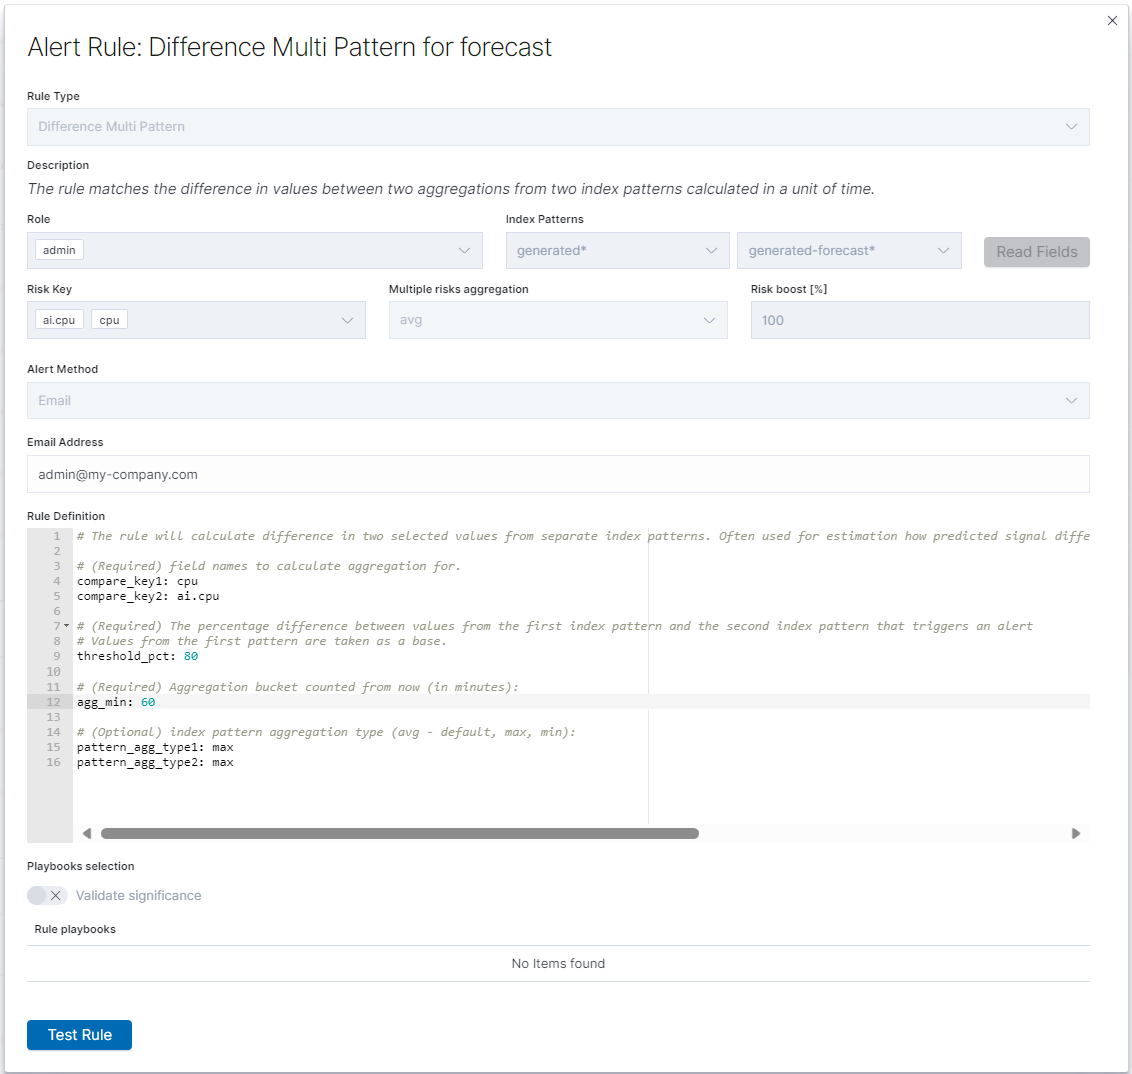 Alert Rule: Difference Multi Pattern for forecast
Rule Type
Difference Multi Pattern
Description
The rule matches the difference in values between two aggregations from two index patterns calculated in a unit of time.
Role
Index Patterns
admin
generated*
generated-forecast*
Read Fields
Risk Key
Multiple risks aggregation
Risk boost [%]
ai.cpu cpu
avg
100
Alert Method
Email
Email Address
admin@my-company.com
Rule Definition
1 # The rule will calculate difference in two selected values from separate index patterns. Often used for estimation how predicted signal diffe
2
3 # (Required) field names to calculate aggregation for.
4 compare_key1: cpu
5 compare_key2: ai.cpu
6
7 # (Required) The percentage difference between values from the first index pattern and the second index pattern that triggers an alert
8 # Values from the first pattern are taken as a base.
9 threshold_pct: 80
10
11 # (Required) Aggregation bucket counted from now (in minutes):
12 agg_min: 60
13
14 # (Optional) index pattern aggregation type (avg - default, max, min):
15 pattern_agg_type1: max
16 pattern_agg_type2: max
Playbooks selection
Validate significance
Rule playbooks
No Items found
Test Rule